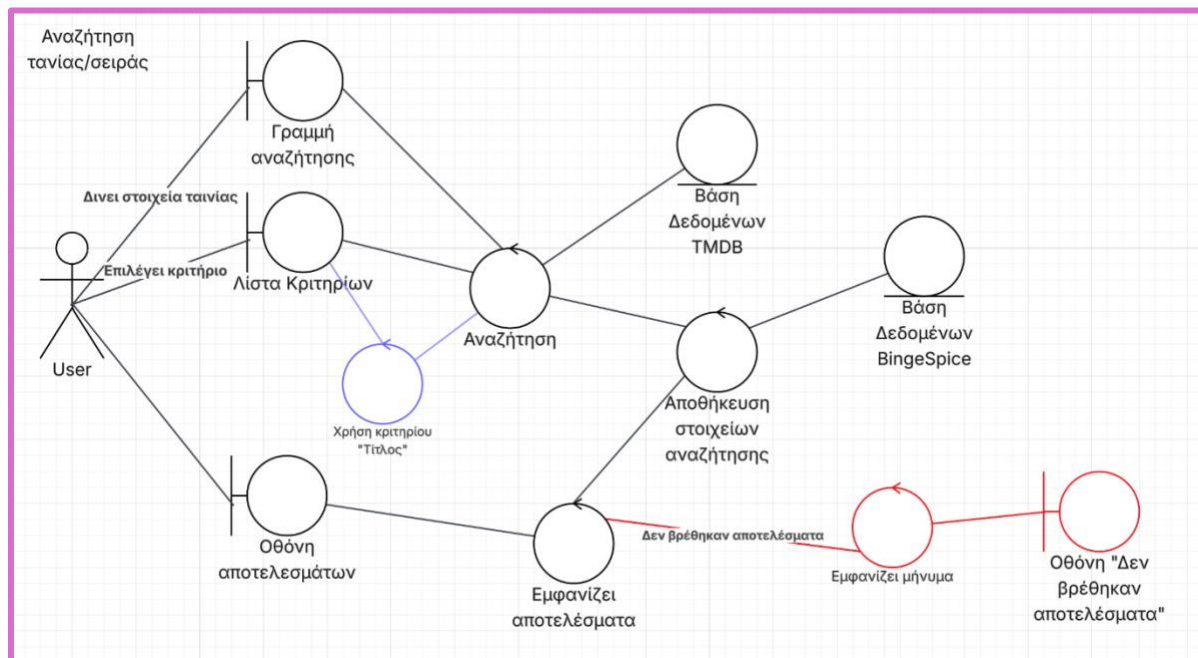 Αναζήτηση
τανίας/σειράς
Γραμμή
αναζήτησης
Δινει στοιχεία ταινίας
Επιλέγει κριτήριο
Λίστα Κριτηρίων
User
Χρήση κριτηρίου
"Τίτλος"
Αναζήτηση
Βάση
Δεδομένων
TMDB
Βάση
Δεδομένων
BingeSpice
Αποθήκευση
στοιχείων
αναζήτησης
Οθόνη
αποτελεσμάτων
Εμφανίζει
αποτελέσματα
Δεν βρέθηκαν αποτελέσματα
Εμφανίζει μήνυμα
Οθόνη "Δεν
βρέθηκαν
αποτελέσματα"